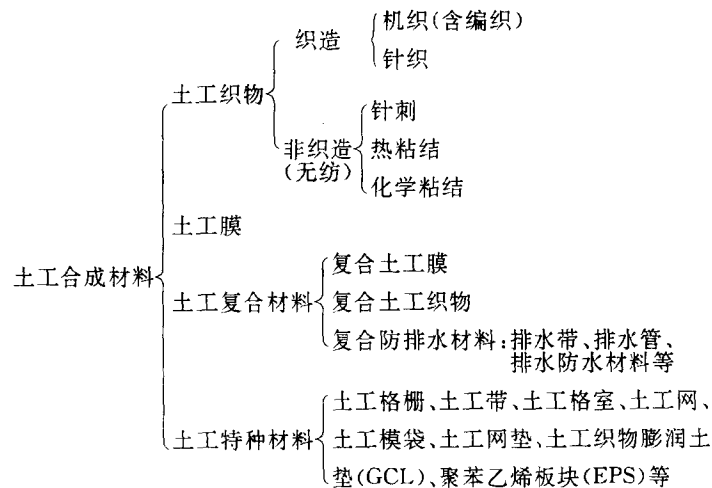 织造
机织(含编织)
针织
土工织物
非织造
(无纺)
针刺
热粘结
化学粘结
土工膜
土工合成材料
土工复合材料
复合土工膜
复合土工织物
复合防排水材料:排水带、排水管、
排水防水材料等
土工特种材料
土工格栅、土工带、土工格室、土工网、
土工模袋、土工网垫、土工织物膨润土
垫(GCL)、聚苯乙烯板块(EPS)等